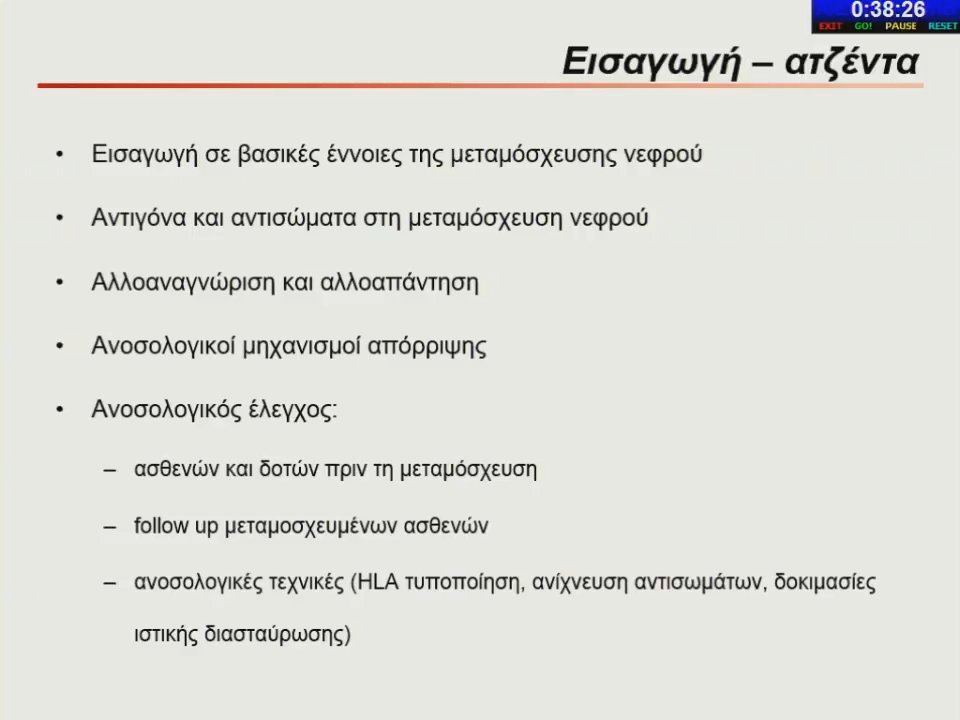 0:38:26
EXIT GO! PAUSE RESET
Εισαγωγή – ατζέντα
• Εισαγωγή σε βασικές έννοιες της μεταμόσχευσης νεφρού
• Αντιγόνα και αντισώματα στη μεταμόσχευση νεφρού
• Αλλοαναγνώριση και αλλοαπάντηση
• Ανοσολογικοί μηχανισμοί απόρριψης
• Ανοσολογικός έλεγχος:
– ασθενών και δοτών πριν τη μεταμόσχευση
– follow up μεταμοσχευμένων ασθενών
– ανοσολογικές τεχνικές (HLA τυποποίηση, ανίχνευση αντισωμάτων, δοκιμασίες
ιστικής διασταύρωσης)